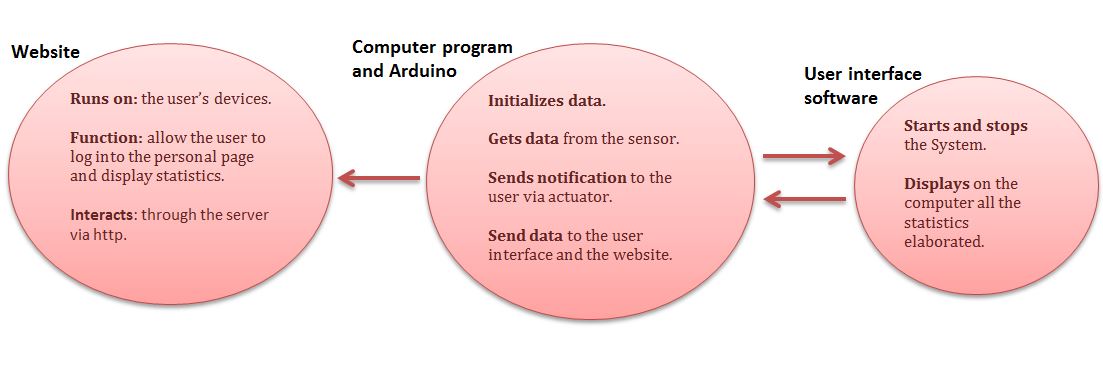 Website
Runs on: the user’s devices.
Function: allow the user to
log into the personal page
and display statistics.
Interacts: through the server
via http.
Computer program
and Arduino
Initializes data.
Gets data from the sensor.
Sends notification to the
user via actuator.
Send data to the user
interface and the website.
User interface
software
Starts and stops
the System.
Displays on the
computer all the
statistics
elaborated.